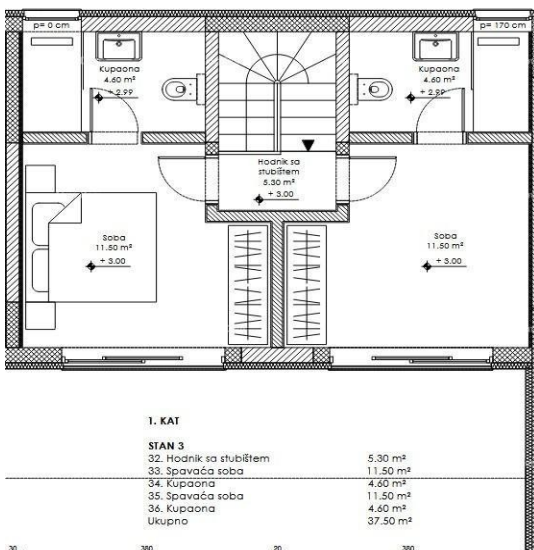 p= 0 cm
p= 170 cm
Kupaona
4.60 m²
+ 2.99
Kupaona
4.60 m²
+ 2.99
Hodnik sa
stubištem
5.30 m²
+ 3.00
Soba
11.50 m²
+ 3.00
Soba
11.50 m²
+ 3.00
1. KAT
STAN 3
32. Hodnik sa stubištem 5.30 m²
33. Spavaća soba 11.50 m²
34. Kupaona 4.60 m²
35. Spavaća soba 11.50 m²
36. Kupaona 4.60 m²
Ukupno 37.50 m²
30 380 20 380